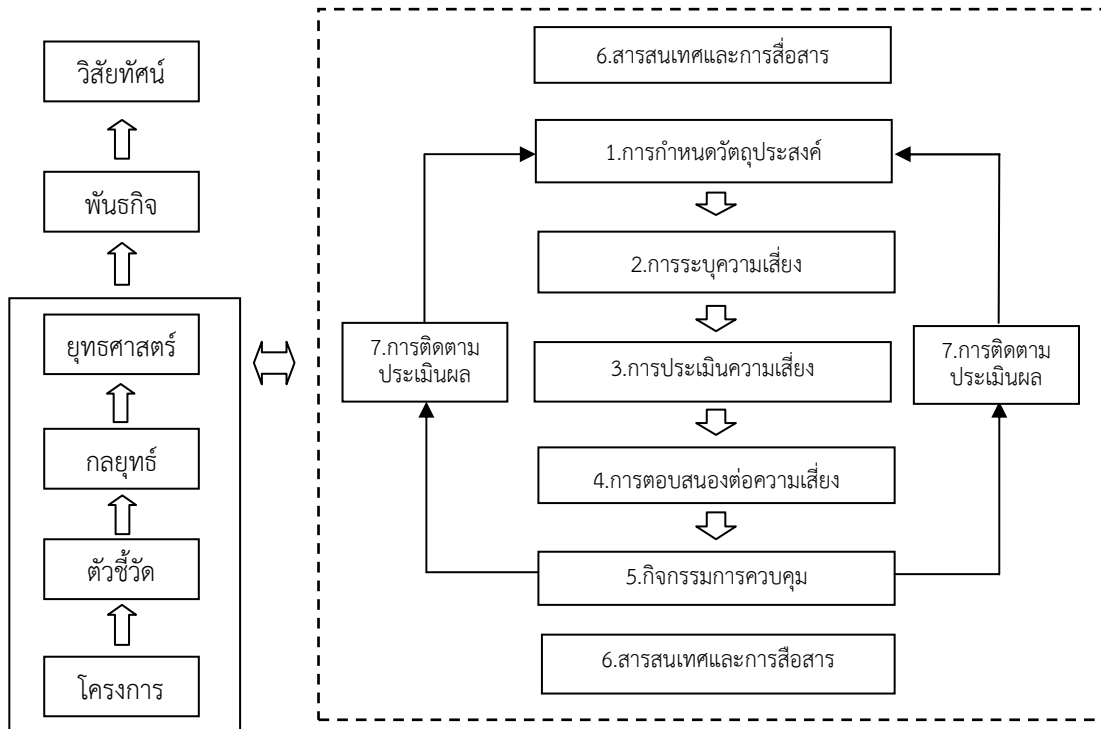 วิสัยทัศน์
พันธกิจ
ยุทธศาสตร์
กลยุทธ์
ตัวชี้วัด
โครงการ
6.สารสนเทศและการสื่อสาร
1.การกำหนดวัตถุประสงค์
2.การระบุความเสี่ยง
7.การติดตาม
ประเมินผล
3.การประเมินความเสี่ยง
7.การติดตาม
ประเมินผล
4.การตอบสนองต่อความเสี่ยง
5.กิจกรรมการควบคุม
6.สารสนเทศและการสื่อสาร